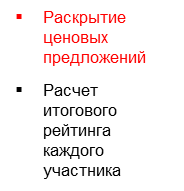 ▪ Раскрытие
ценовых
предложений
▪ Расчет
итогового
рейтинга
каждого
участника